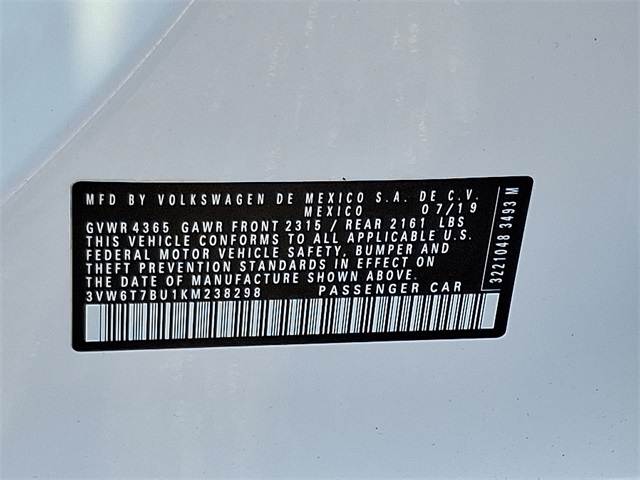 MFD BY VOLKSWAGEN DE MEXICO S.A. DE C.V.
MEXICO 07/19
GVWR 4365 GAWR FRONT 2315 / REAR 2161 LBS
THIS VEHICLE CONFORMS TO ALL APPLICABLE U.S.
FEDERAL MOTOR VEHICLE SAFETY, BUMPER AND
THEFT PREVENTION STANDARDS IN EFFECT ON
THE DATE OF MANUFACTURE SHOWN ABOVE.
3VW6T7BU1KM238298 PASSENGER CAR
3221048 3493 M